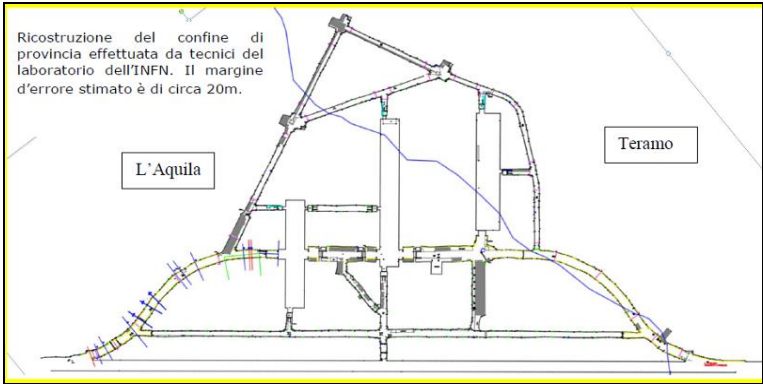 Ricostruzione del confine di
provincia effettuata da tecnici del
laboratorio dell'INFN. Il margine
d'errore stimato è di circa 20m.
L'Aquila
Teramo